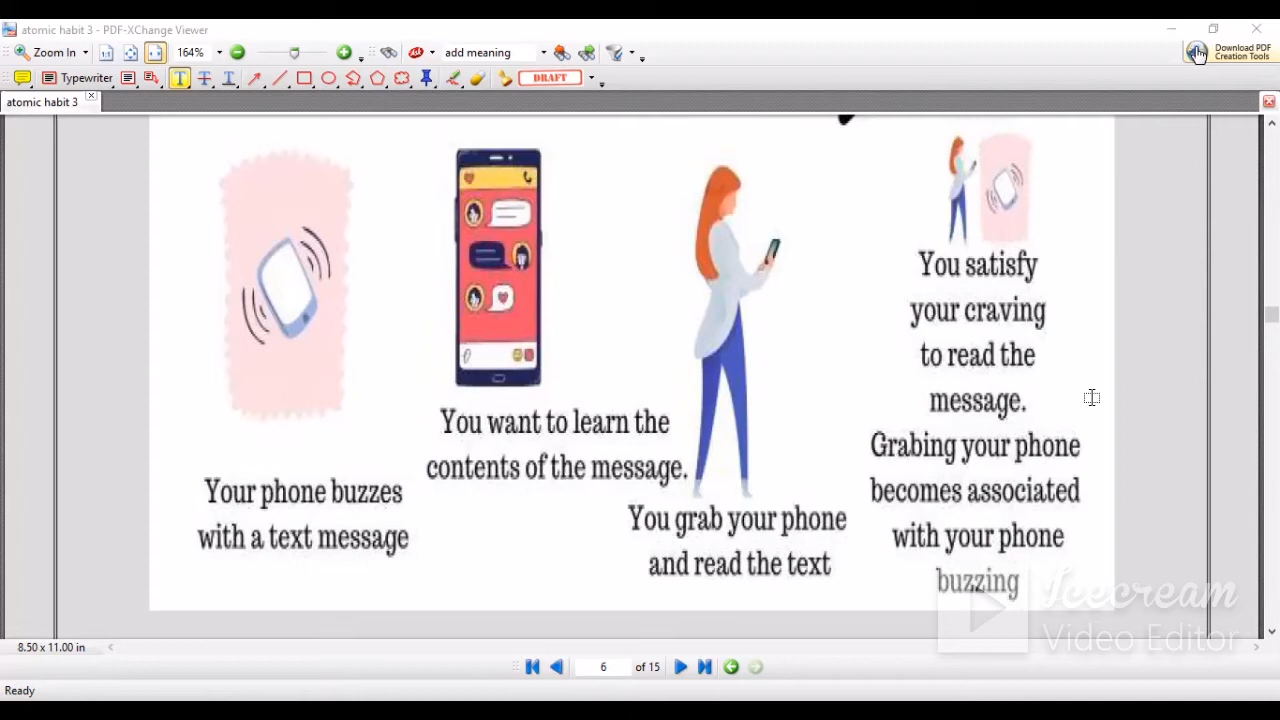 atomic habit 3 - PDF-XChange Viewer
Zoom In
164%
add meaning
Download PDF
Creation Tools
Typewriter
DRAFT
atomic habit 3
Your phone buzzes
with a text message
You want to learn the
contents of the message.
You grab your phone
and read the text
You satisfy
your craving
to read the
message.
Grabing your phone
becomes associated
with your phone
buzzing
Icecream
Video Editor
8.50 x 11.00 in
6
of 15
Ready